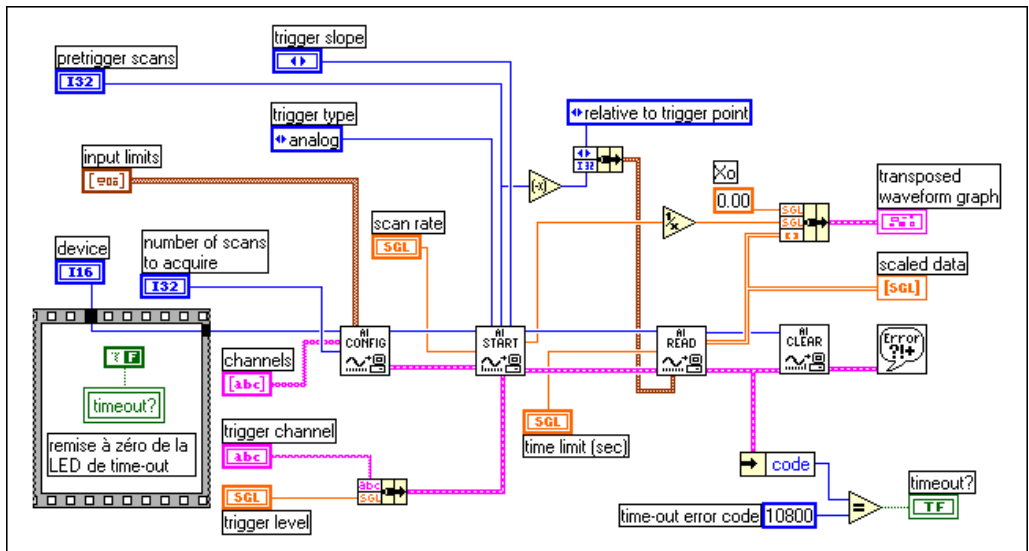 trigger slope
pretrigger scans
I32
trigger type
analog
relative to trigger point
I32
input limits
(-x)
Xo
0.00
transposed
waveform graph
SGL
SGL
1/x
scan rate
SGL
device
I16
number of scans
to acquire
I32
scaled data
[SGL]
AI
CONFIG
AI
START
AI
READ
AI
CLEAR
Error
?!+
F
timeout?
remise à zéro de la
LED de time-out
channels
[abc]
trigger channel
abc
abc
SGL
SGL
trigger level
SGL
time limit (sec)
code
time-out error code
10800
=
timeout?
TF